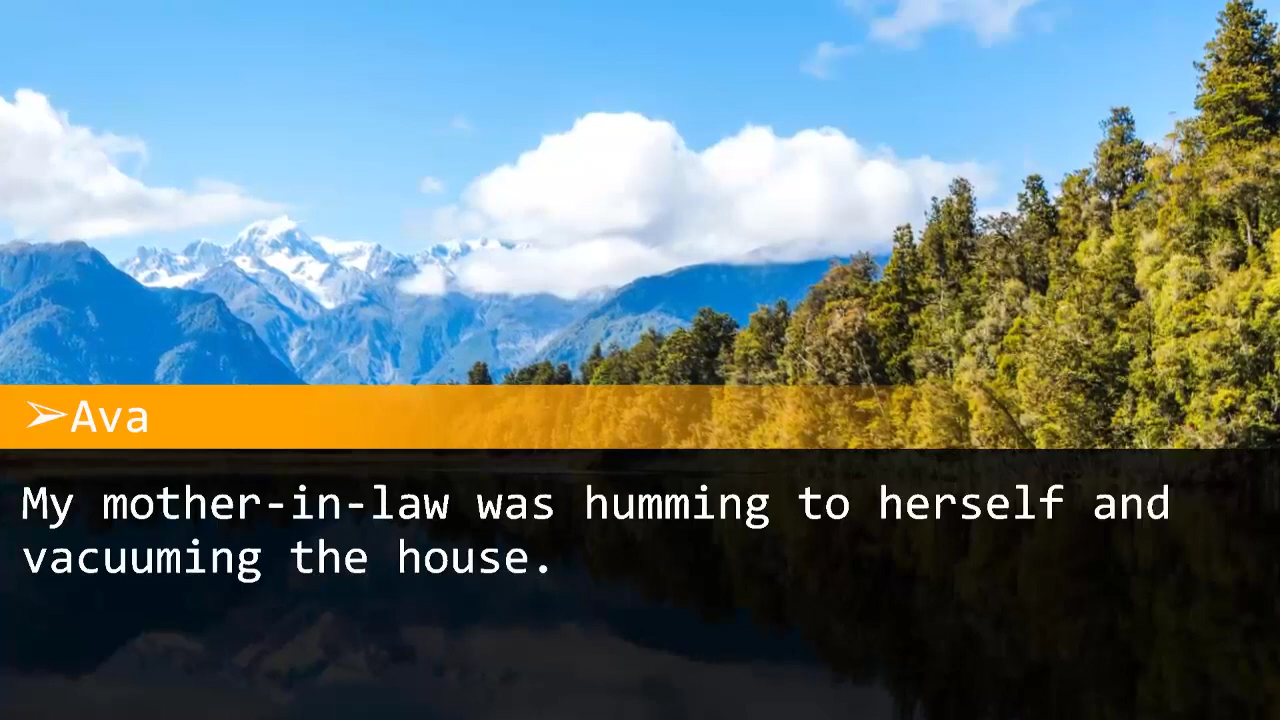 ➢Ava
My mother-in-law was humming to herself and
vacuuming the house.